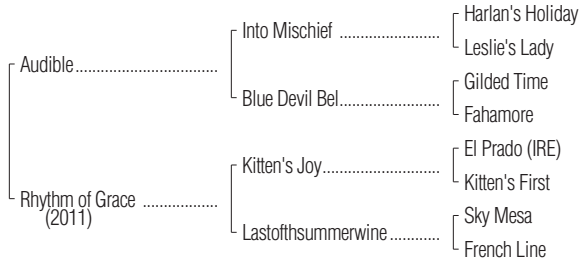 Harlan's Holiday
Into Mischief ......................
Leslie's Lady
Audible...............................
Gilded Time
Blue Devil Bel......................
Fahamore
El Prado (IRE)
Kitten's Joy.........................
Kitten's First
Rhythm of Grace ................
(2011)
Sky Mesa
Lastofthsummerwine ...........
French Line